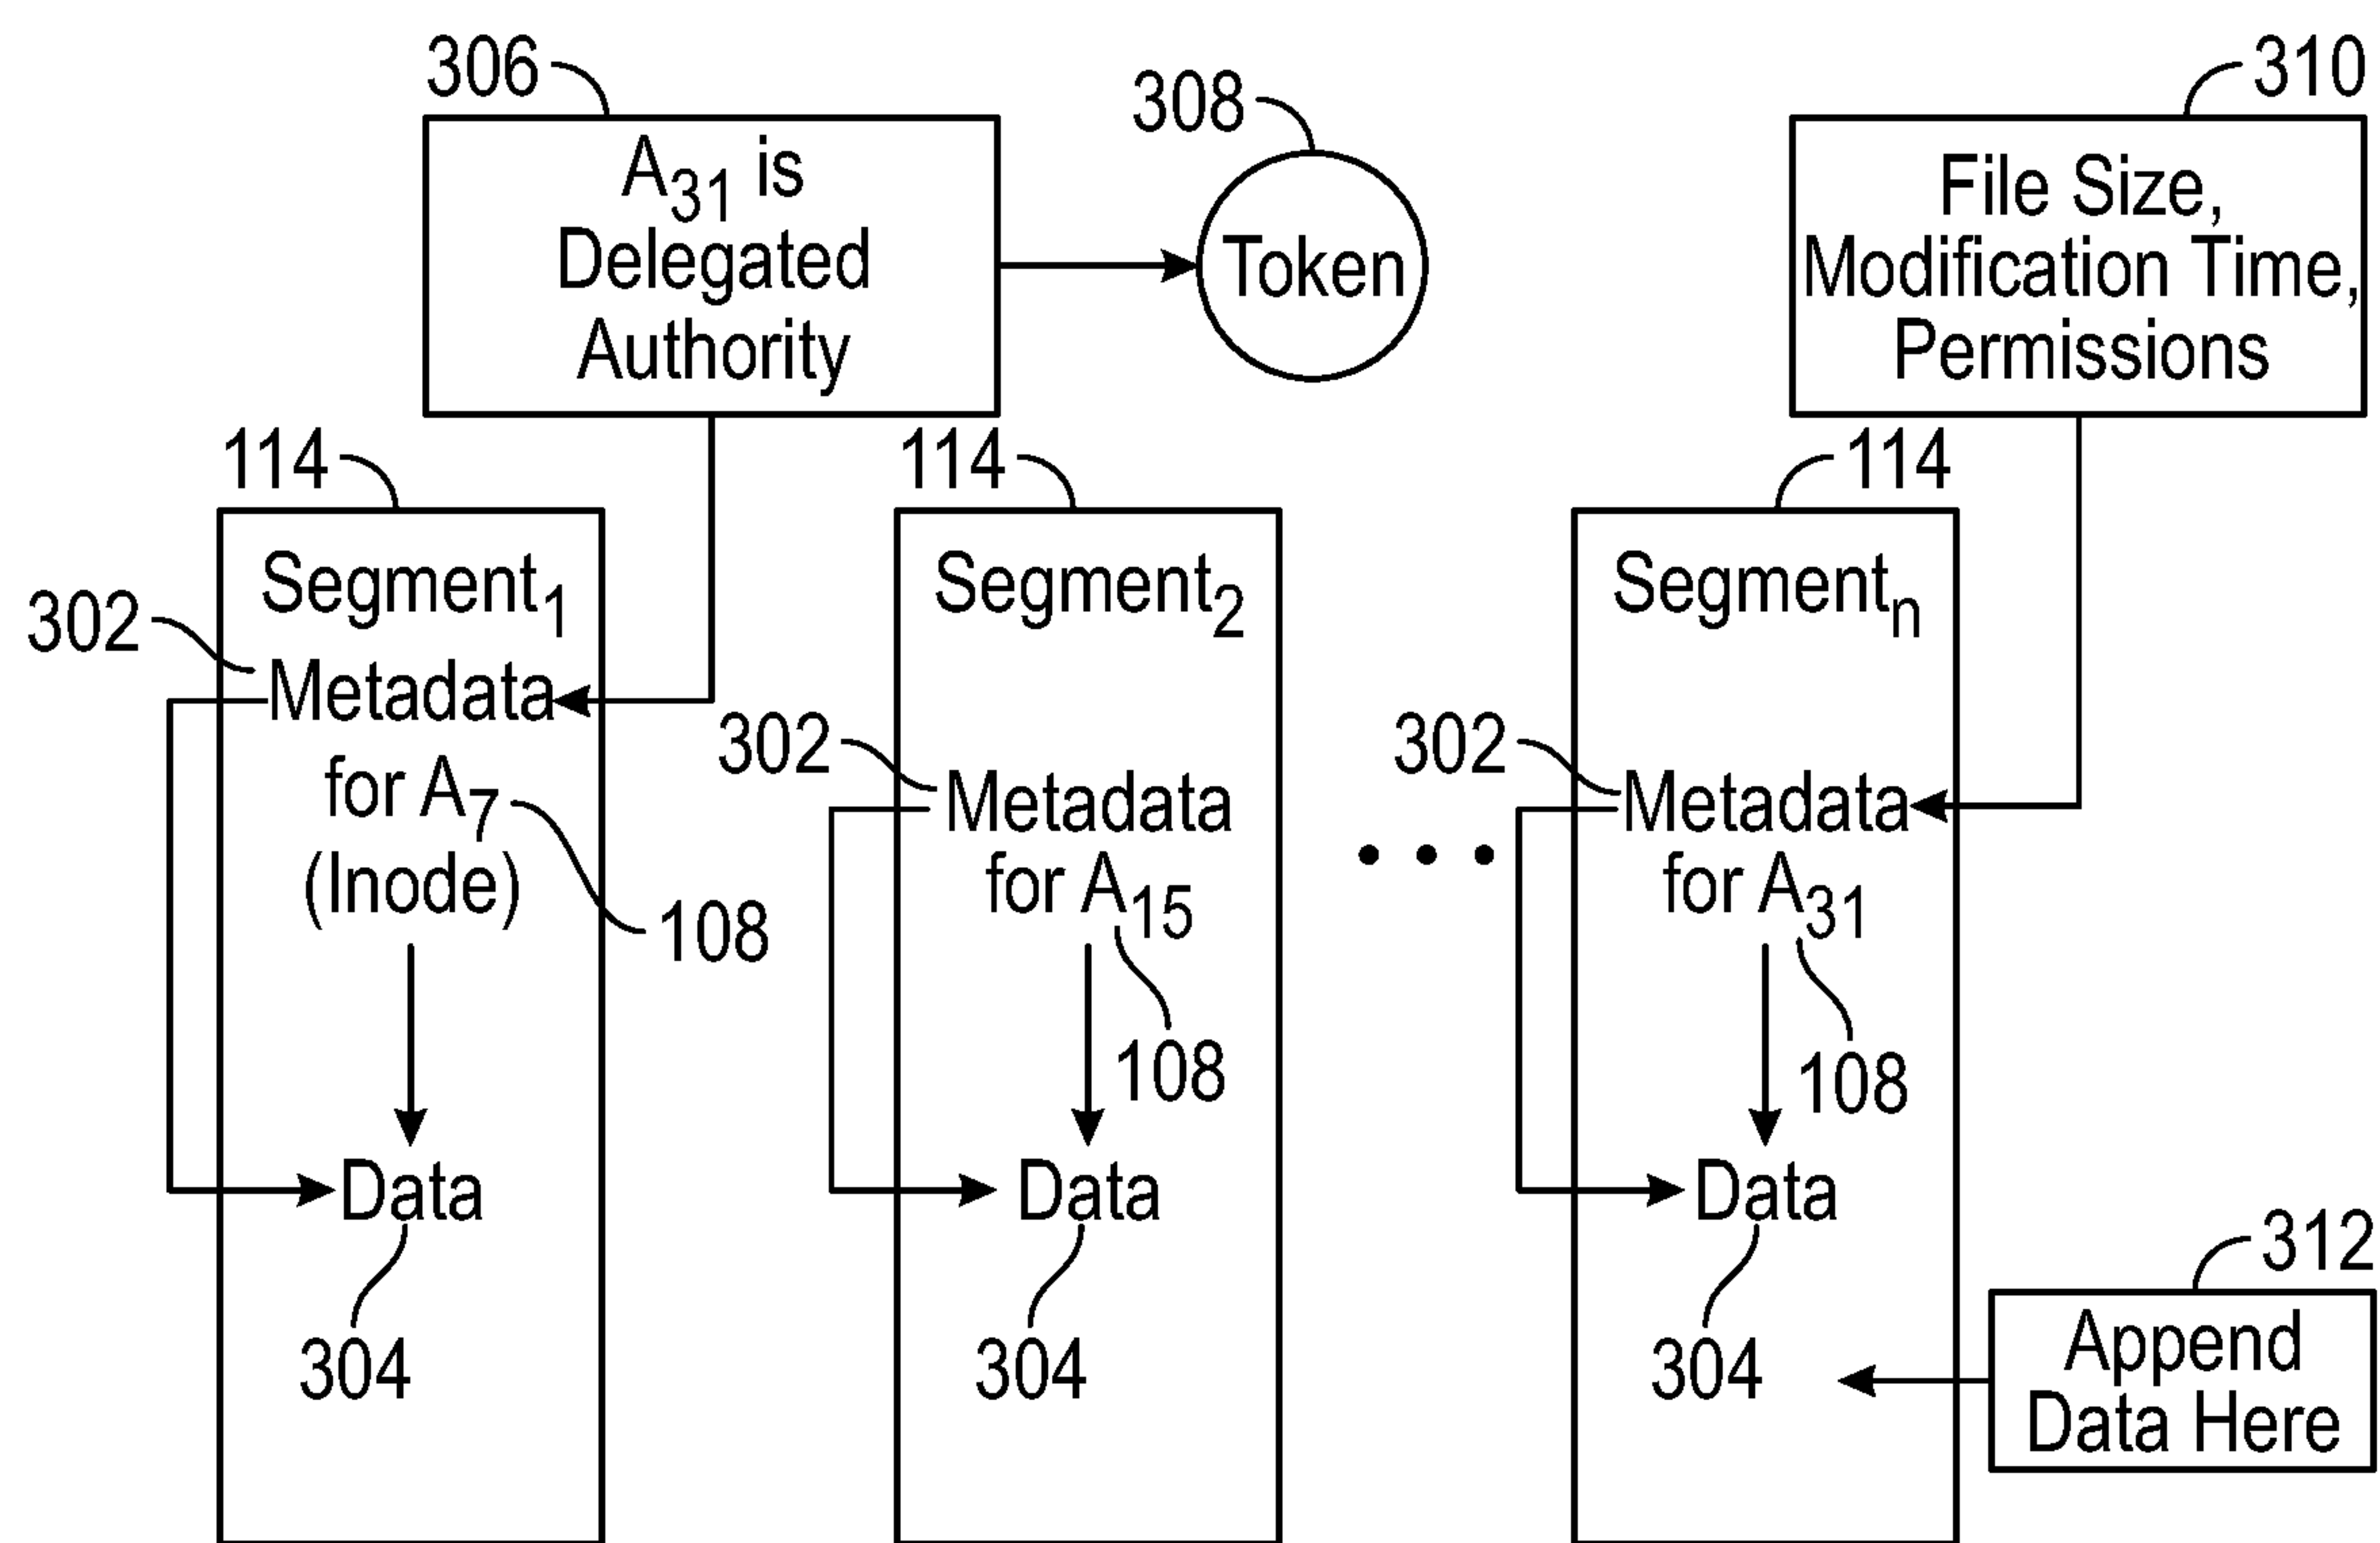 306
A31 is
Delegated
Authority
308
Token
310
File Size,
Modification Time,
Permissions
114
Segment1
302
Metadata
for A7
(Inode)
108
Data
304
114
Segment2
302
Metadata
for A15
108
Data
304
114
Segmentn
302
Metadata
for A31
108
Data
304
312
Append
Data Here